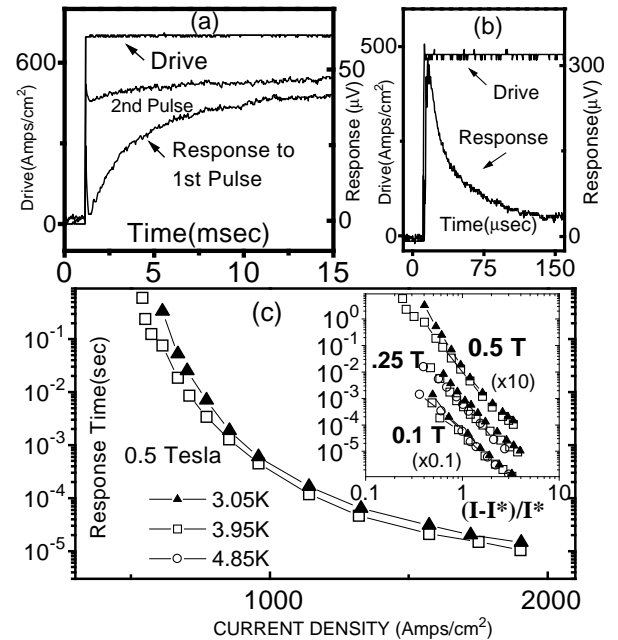 (a)
600
0
Drive(Amps/cm²)
Drive
2nd Pulse
Response to
1st Pulse
Time(msec)
0 5 10 15
50
0
Response (μV)
(b)
500
0
Drive(Amps/cm²)
Drive
Response
Time(μsec)
0 75 150
300
0
Response(μV)
(c)
10⁻¹
10⁻²
10⁻³
10⁻⁴
10⁻⁵
Response Time(sec)
0.5 Tesla
3.05K
3.95K
4.85K
1000 1500 2000
CURRENT DENSITY (Amps/cm²)
10⁰
10⁻¹
10⁻²
10⁻³
10⁻⁴
10⁻⁵
0.5 T
(x10)
.25 T
0.1 T
(x0.1)
0.1 1 10
(I-I*)/I*